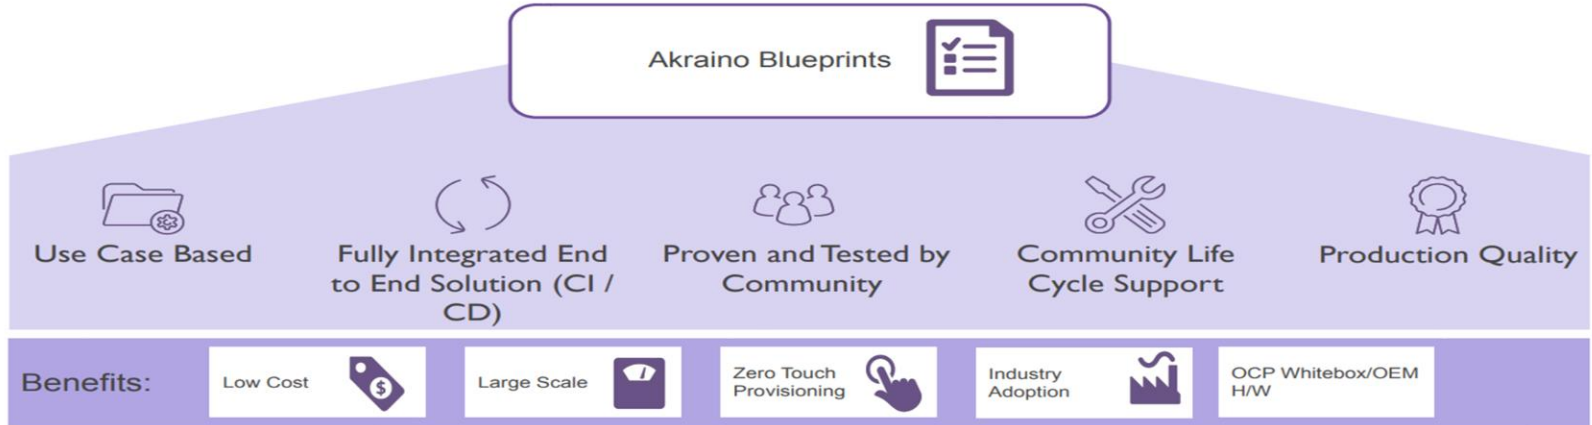 Akraino Blueprints
Use Case Based
Fully Integrated End
to End Solution (CI /
CD)
Proven and Tested by
Community
Community Life
Cycle Support
Production Quality
Benefits:
Low Cost
$
Large Scale
Zero Touch
Provisioning
Industry
Adoption
OCP Whitebox/OEM
H/W